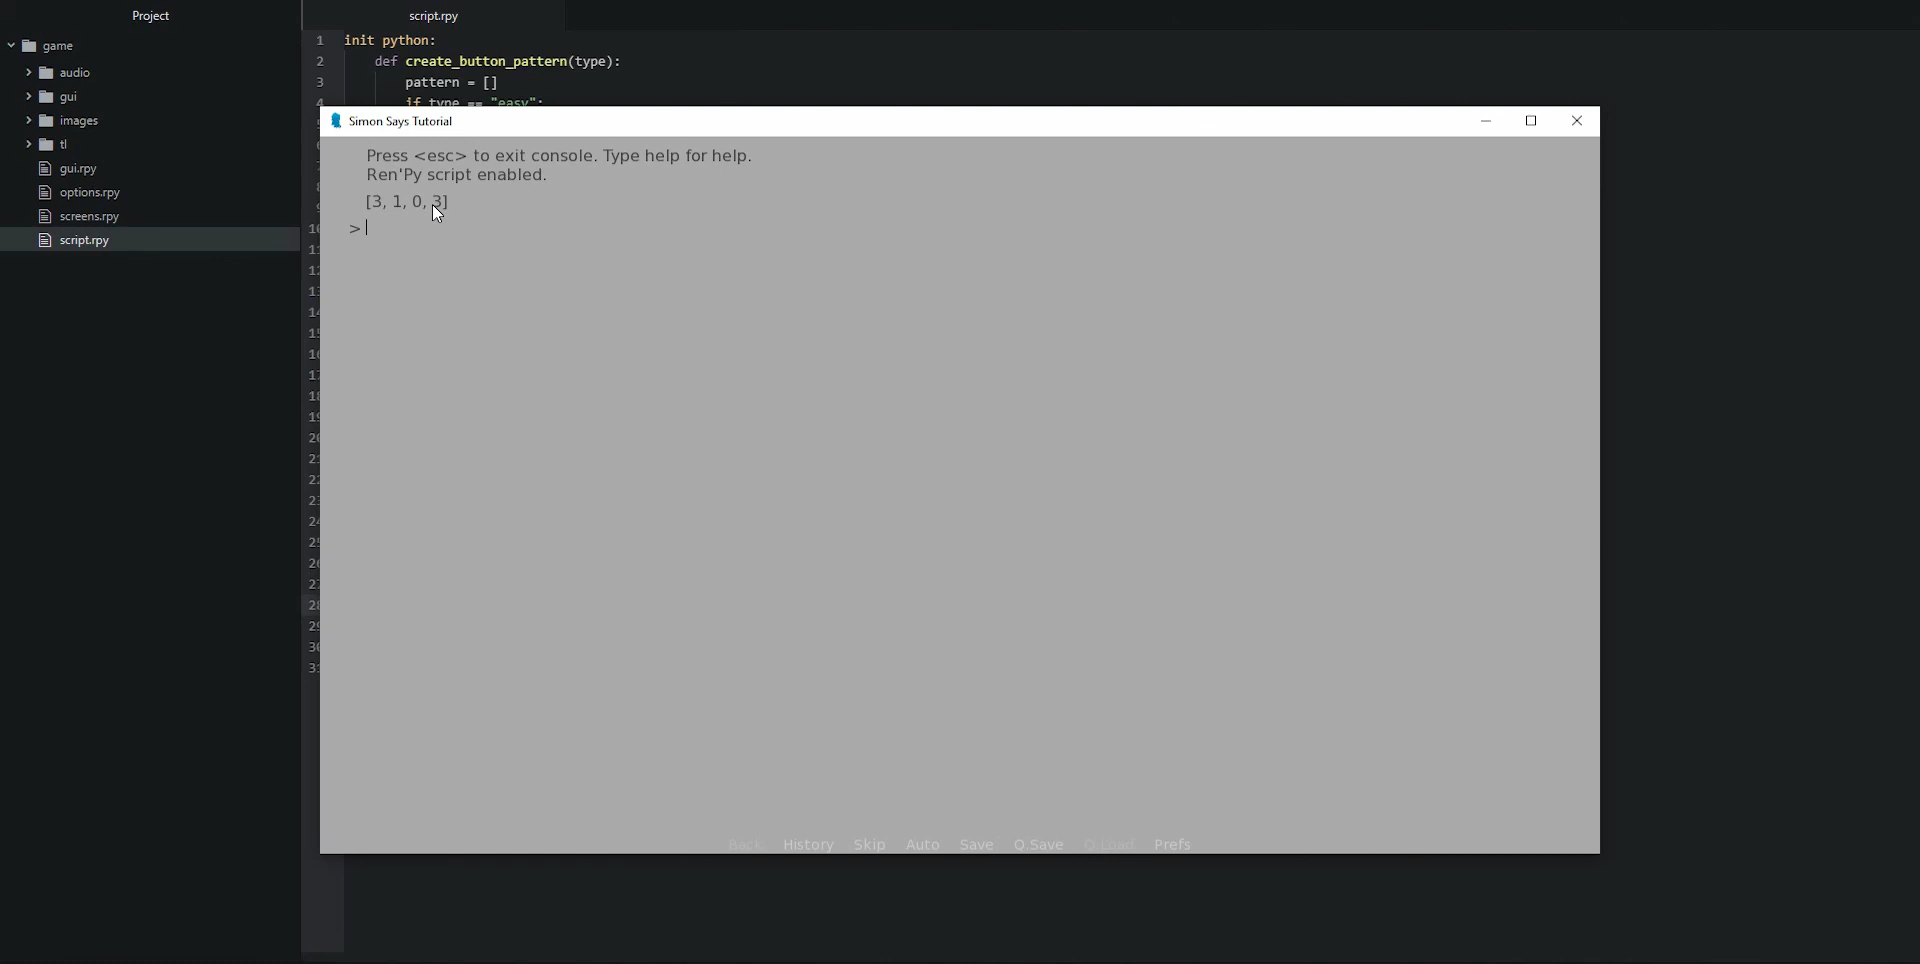 Project
script.rpy
game
audio
gui
images
tl
gui.rpy
options.rpy
screens.rpy
script.rpy
1 init python:
2 def create_button_pattern(type):
3 pattern = []
4 if type == "easy":
Simon Says Tutorial
Press <esc> to exit console. Type help for help.
Ren'Py script enabled.
[3, 1, 0, 3]
>
Back History Skip Auto Save Q.Save Q.Load Prefs